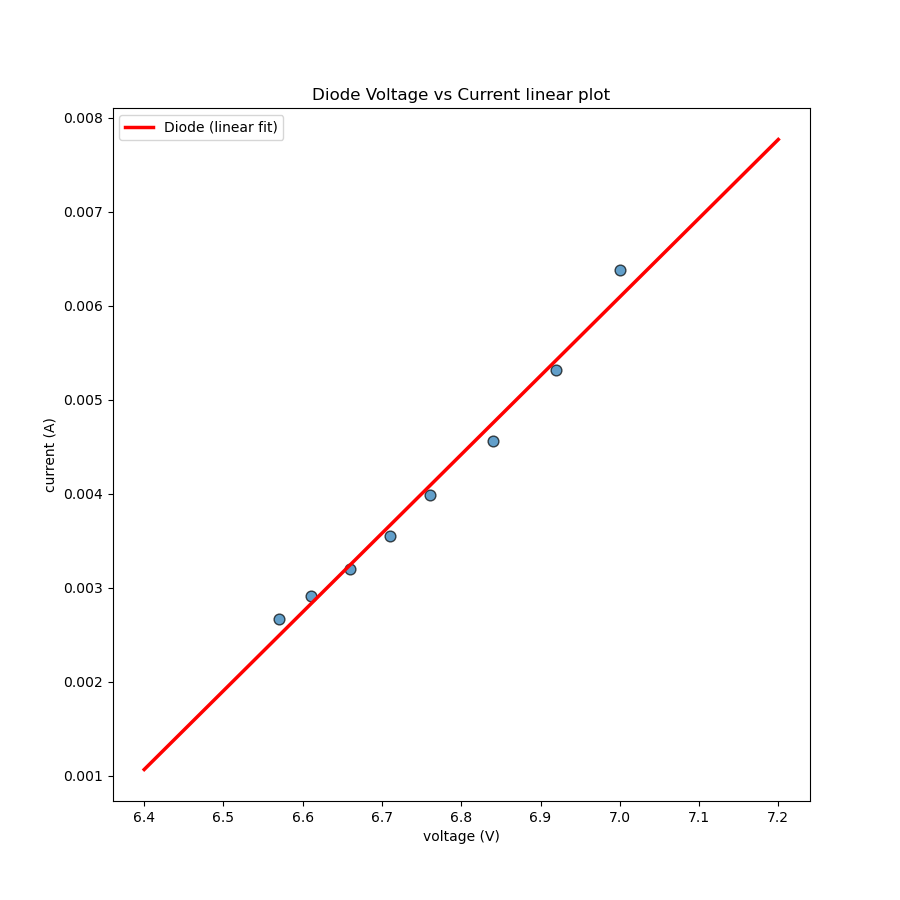 Diode Voltage vs Current linear plot
Diode (linear fit)
0.008
0.007
0.006
0.005
0.004
0.003
0.002
0.001
current (A)
6.4 6.5 6.6 6.7 6.8 6.9 7.0 7.1 7.2
voltage (V)